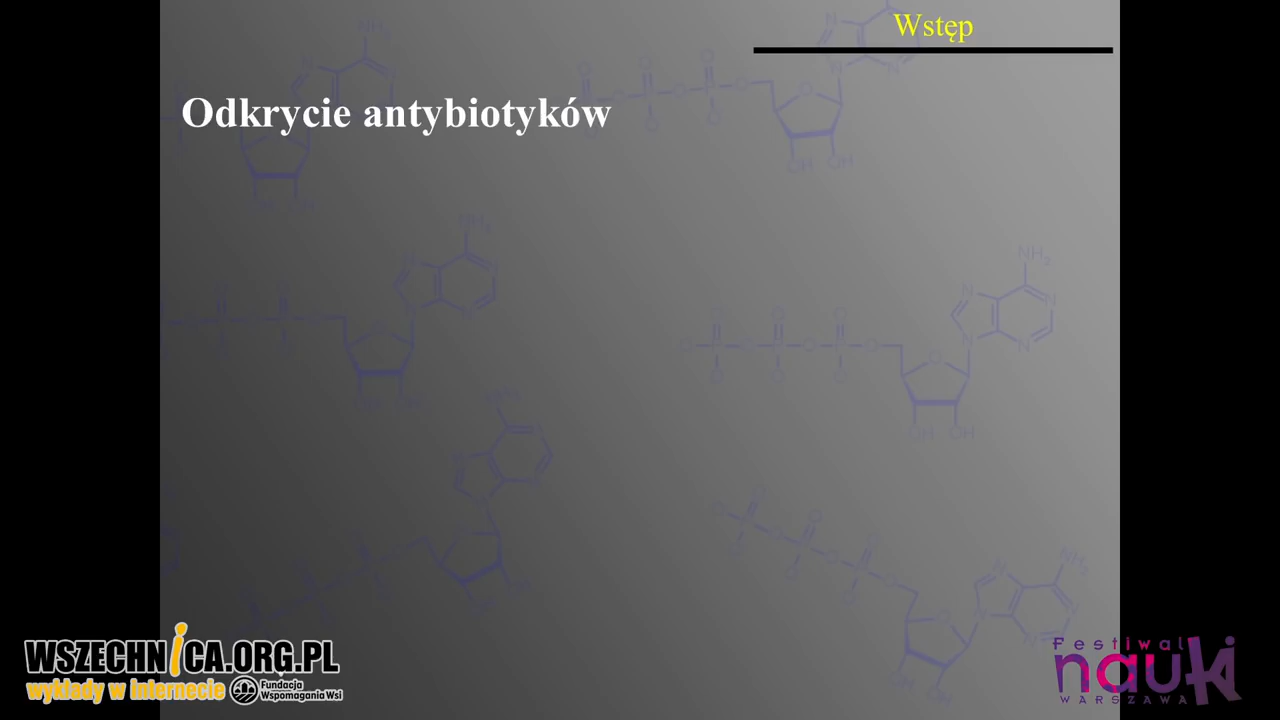 Wstęp
Odkrycie antybiotyków
WSZECHNICA.ORG.PL
wykłady w internecie
Fundacja
Wspomagania Wsi
Festiwal
nauki
WARSZAWA